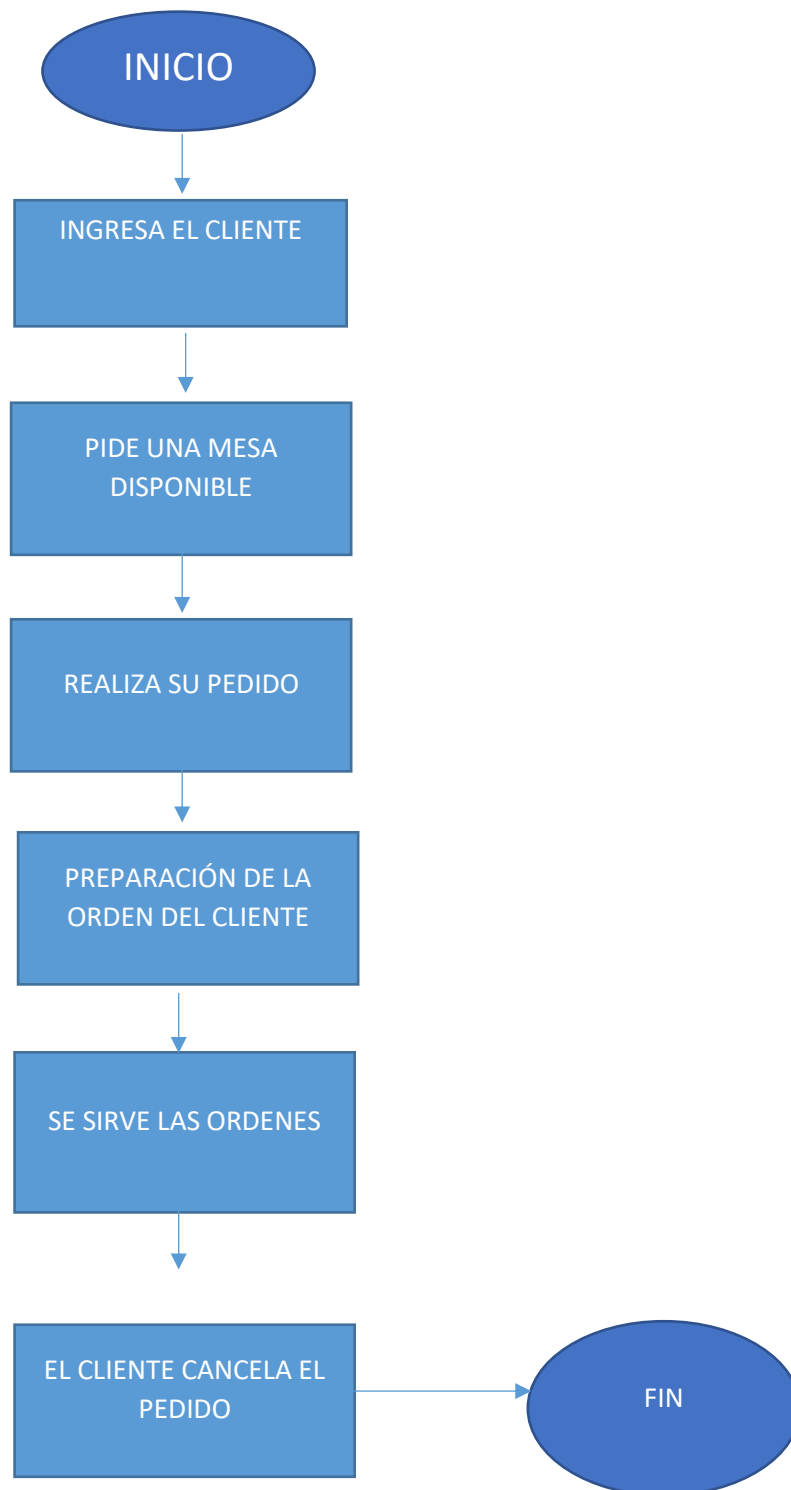 INICIO
INGRESA EL CLIENTE
PIDE UNA MESA
DISPONIBLE
REALIZA SU PEDIDO
PREPARACIÓN DE LA
ORDEN DEL CLIENTE
SE SIRVE LAS ORDENES
EL CLIENTE CANCELA EL
PEDIDO
FIN